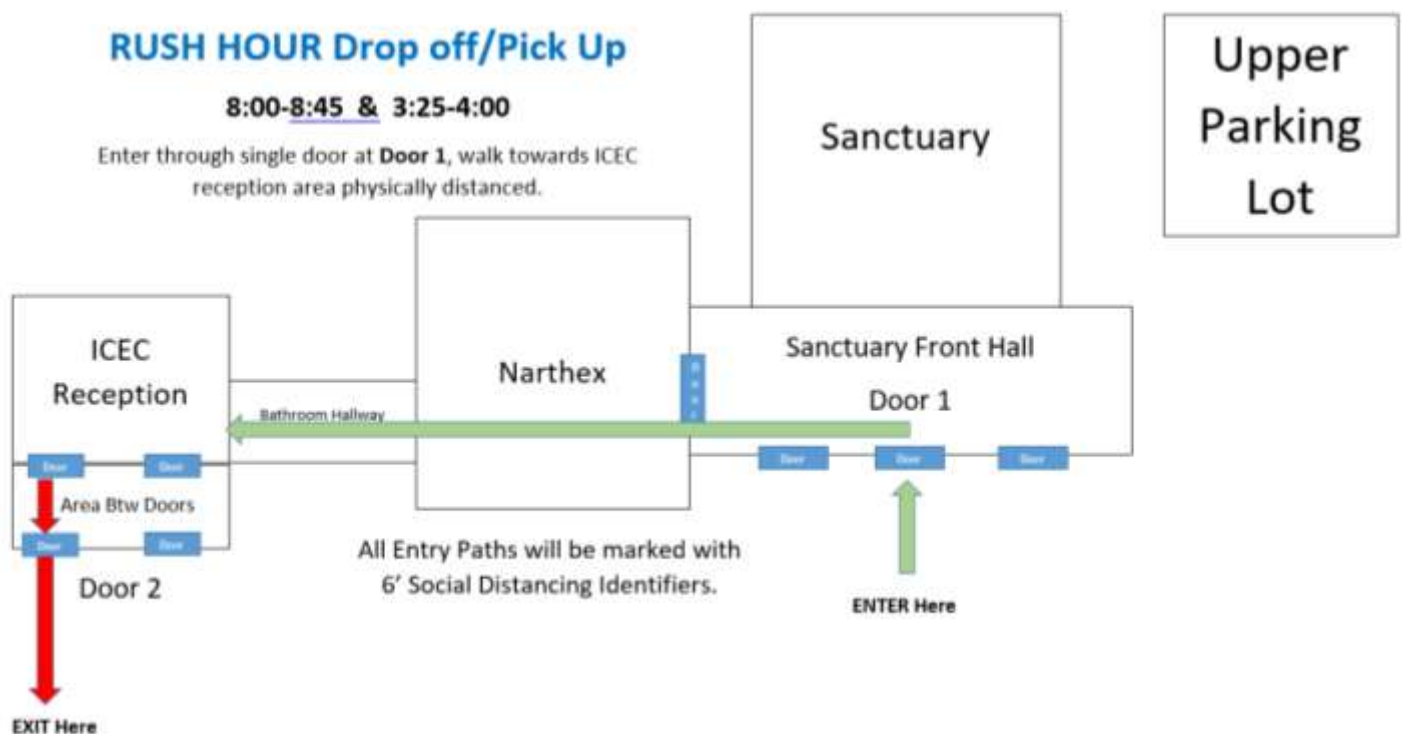 RUSH HOUR Drop off/Pick Up
8:00-8:45 & 3:25-4:00
Enter through single door at Door 1, walk towards ICEC
reception area physically distanced.
Sanctuary
Upper
Parking
Lot
ICEC
Reception
Bathroom Hallway
Narthex
Door
Sanctuary Front Hall
Door 1
Door
Door
Door
Door
Door
Area Btw Doors
Door
Door
Door 2
All Entry Paths will be marked with
6' Social Distancing Identifiers.
ENTER Here
EXIT Here